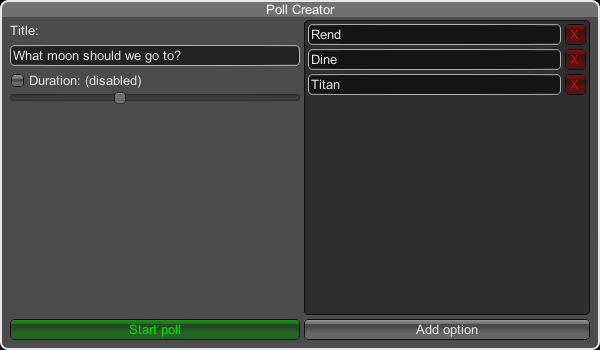 Poll Creator
Title:
What moon should we go to?
Duration: (disabled)
Rend X
Dine X
Titan X
Start poll
Add option